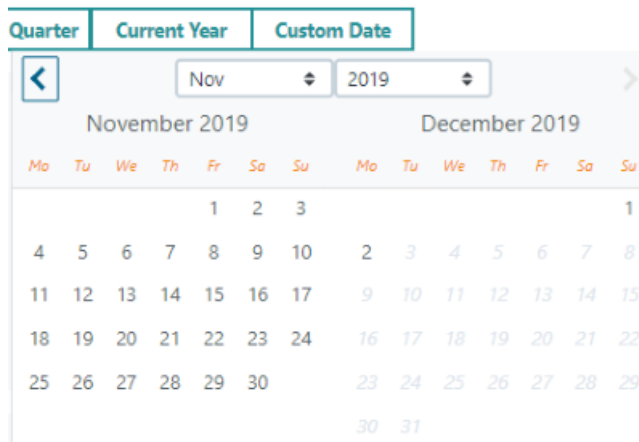 Quarter Current Year Custom Date
Nov 2019
November 2019 December 2019
Mo Tu We Th Fr Sa Su Mo Tu We Th Fr Sa Su
1 2 3 1
4 5 6 7 8 9 10 2 3 4 5 6 7 8
11 12 13 14 15 16 17 9 10 11 12 13 14 15
18 19 20 21 22 23 24 16 17 18 19 20 21 22
25 26 27 28 29 30 23 24 25 26 27 28 29
30 31